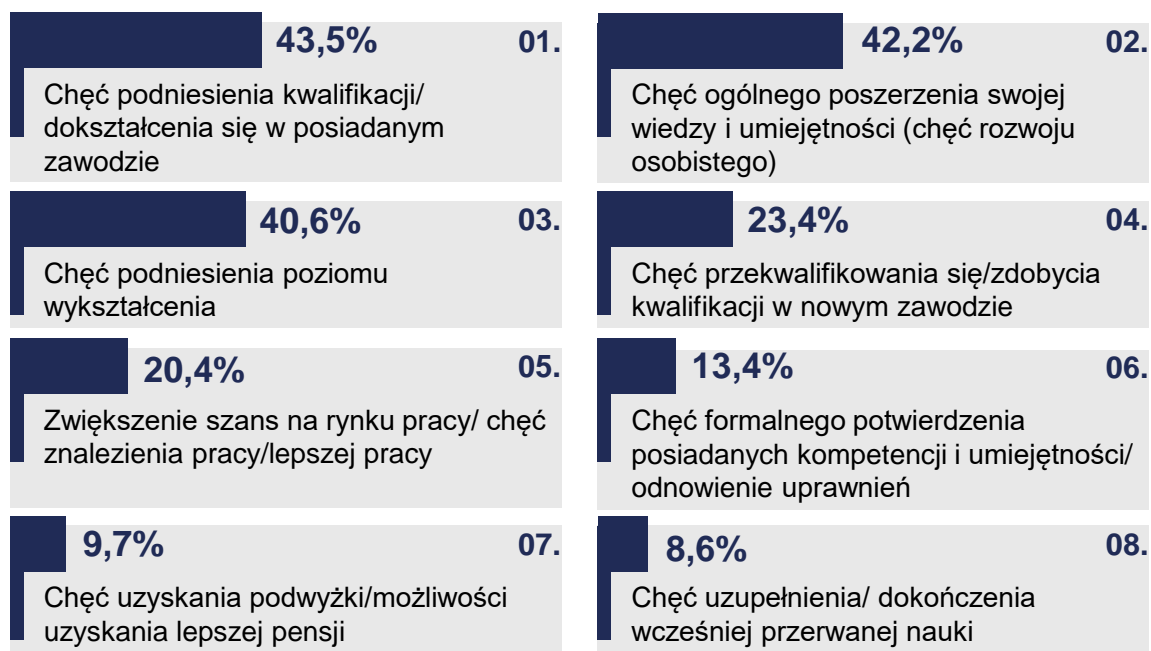 43,5% 01.
Chęć podniesienia kwalifikacji/
dokształcenia się w posiadanym
zawodzie
42,2% 02.
Chęć ogólnego poszerzenia swojej
wiedzy i umiejętności (chęć rozwoju
osobistego)
40,6% 03.
Chęć podniesienia poziomu
wykształcenia
23,4% 04.
Chęć przekwalifikowania się/zdobycia
kwalifikacji w nowym zawodzie
20,4% 05.
Zwiększenie szans na rynku pracy/ chęć
znalezienia pracy/lepszej pracy
13,4% 06.
Chęć formalnego potwierdzenia
posiadanych kompetencji i umiejętności/
odnowienie uprawnień
9,7% 07.
Chęć uzyskania podwyżki/możliwości
uzyskania lepszej pensji
8,6% 08.
Chęć uzupełnienia/ dokończenia
wcześniej przerwanej nauki